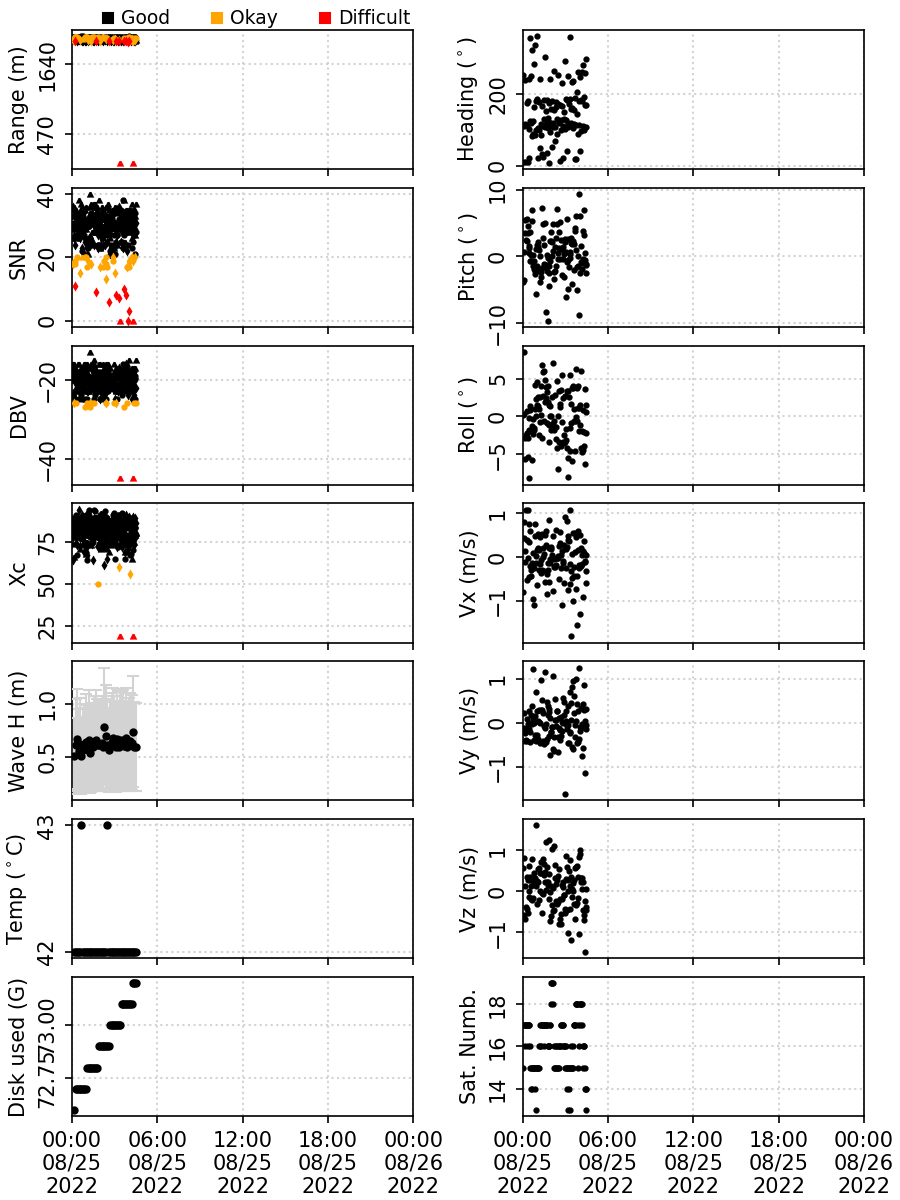 Good Okay Difficult
Range (m)
1640
470
Heading (°)
200
0
SNR
40
20
0
Pitch (°)
10
0
−10
DBV
−20
−40
Roll (°)
5
0
−5
Xc
75
50
25
Vx (m/s)
1
0
−1
Wave H (m)
1.0
0.5
Vy (m/s)
1
0
−1
Temp (°C)
43
42
Vz (m/s)
1
0
−1
Disk used (G)
73.00
72.75
Sat. Numb.
18
16
14
00:00 06:00 12:00 18:00 00:00
08/25 08/25 08/25 08/25 08/26
2022 2022 2022 2022 2022
00:00 06:00 12:00 18:00 00:00
08/25 08/25 08/25 08/25 08/26
2022 2022 2022 2022 2022